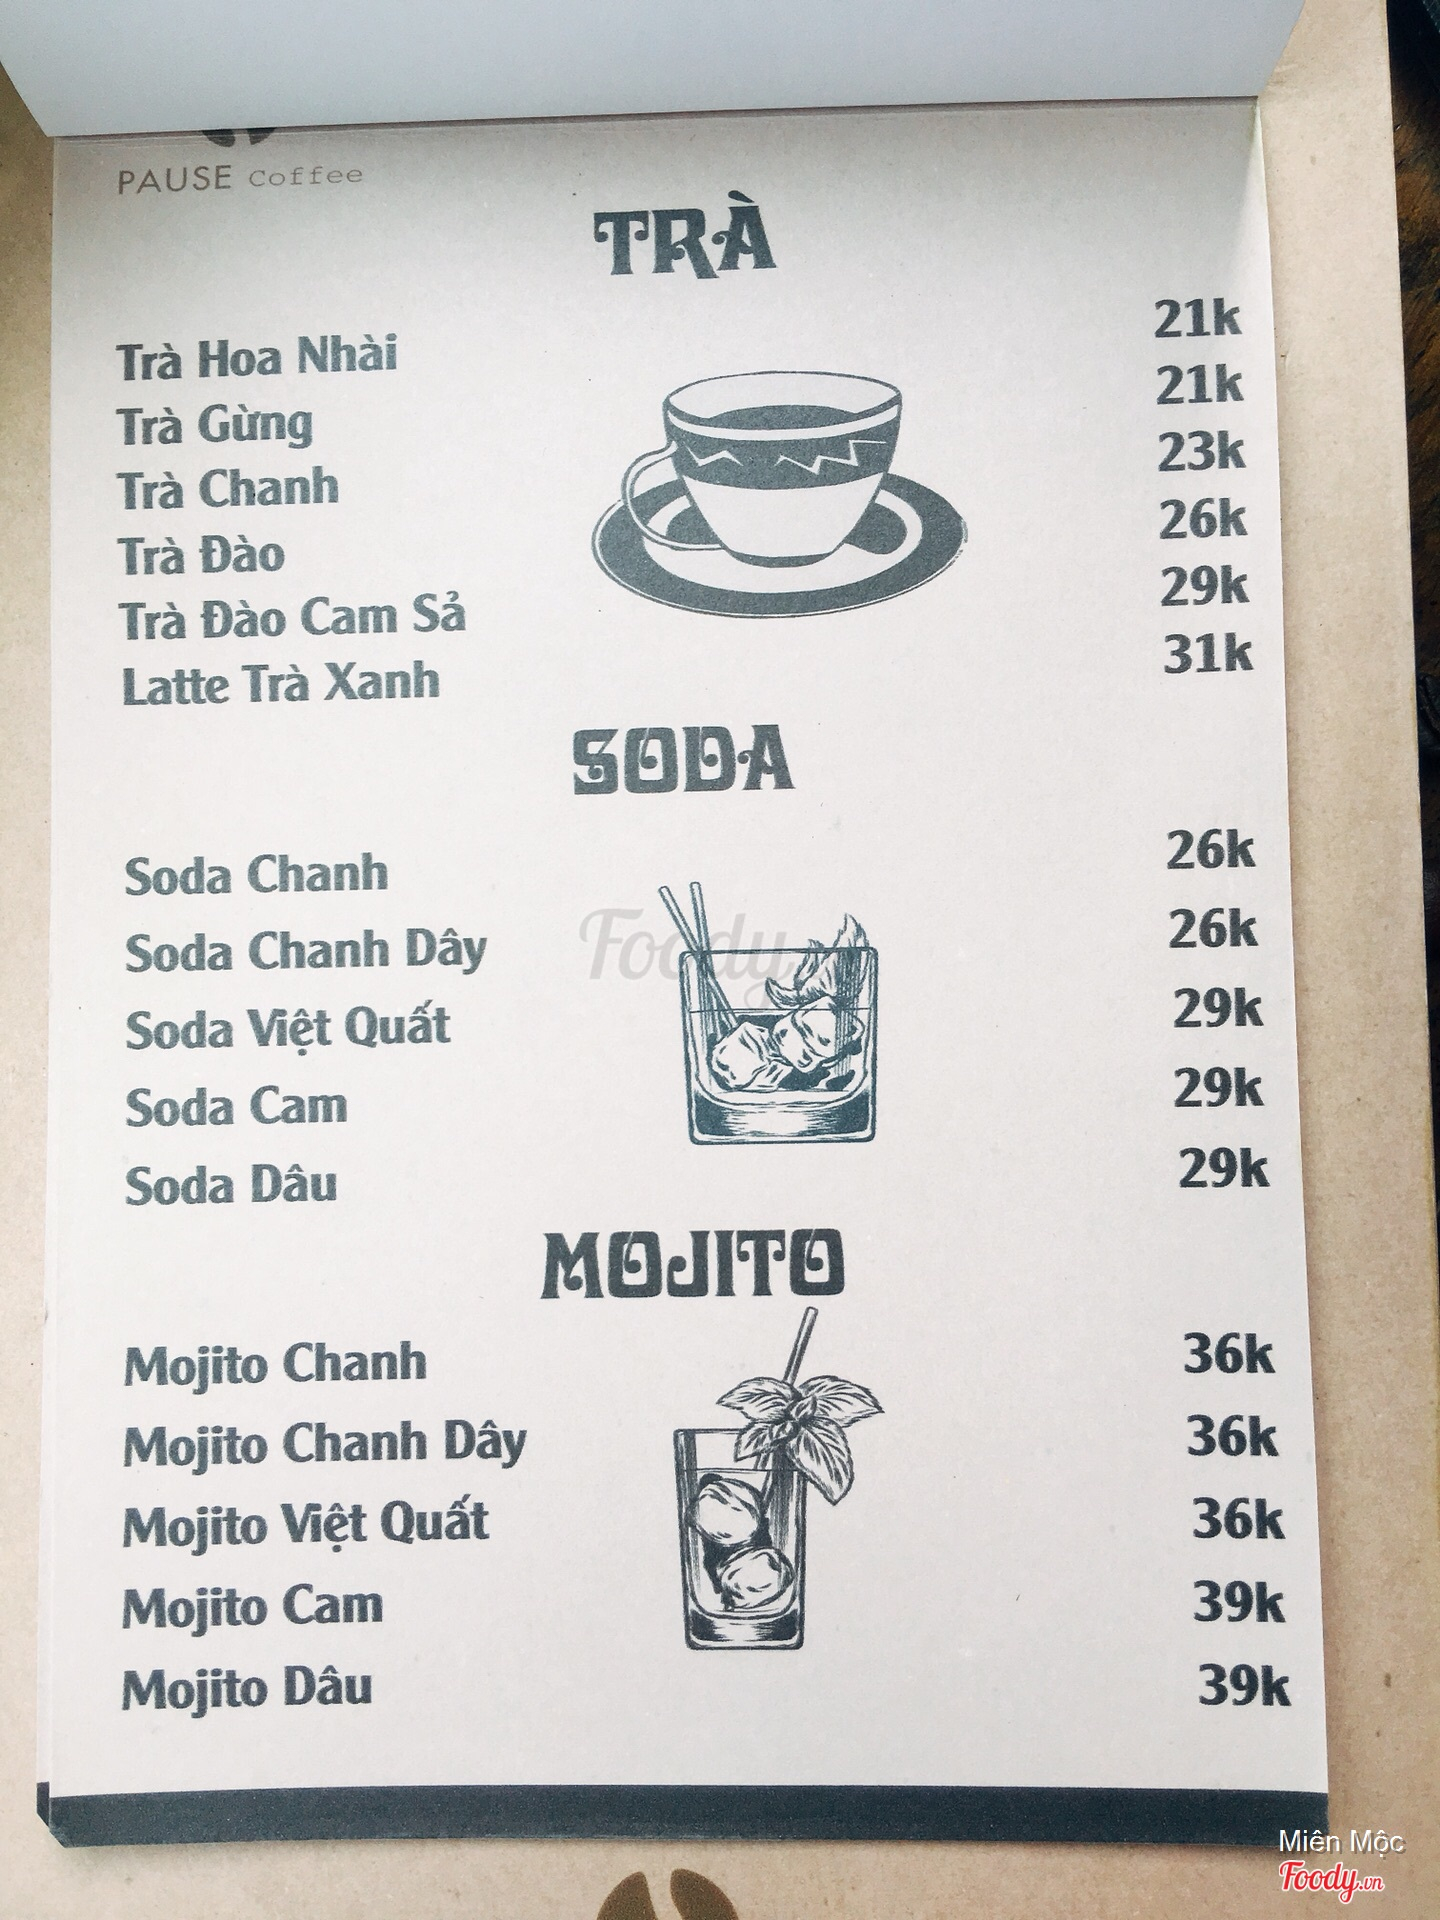 PAUSE Coffee
TRÀ
Trà Hoa Nhài 21k
Trà Gừng 21k
Trà Chanh 23k
Trà Đào 26k
Trà Đào Cam Sả 29k
Latte Trà Xanh 31k
SODA
Soda Chanh 26k
Soda Chanh Dây 26k
Soda Việt Quất 29k
Soda Cam 29k
Soda Dâu 29k
Foody
MOJITO
Mojito Chanh 36k
Mojito Chanh Dây 36k
Mojito Việt Quất 36k
Mojito Cam 39k
Mojito Dâu 39k
Miên Mộc
Foody.vn